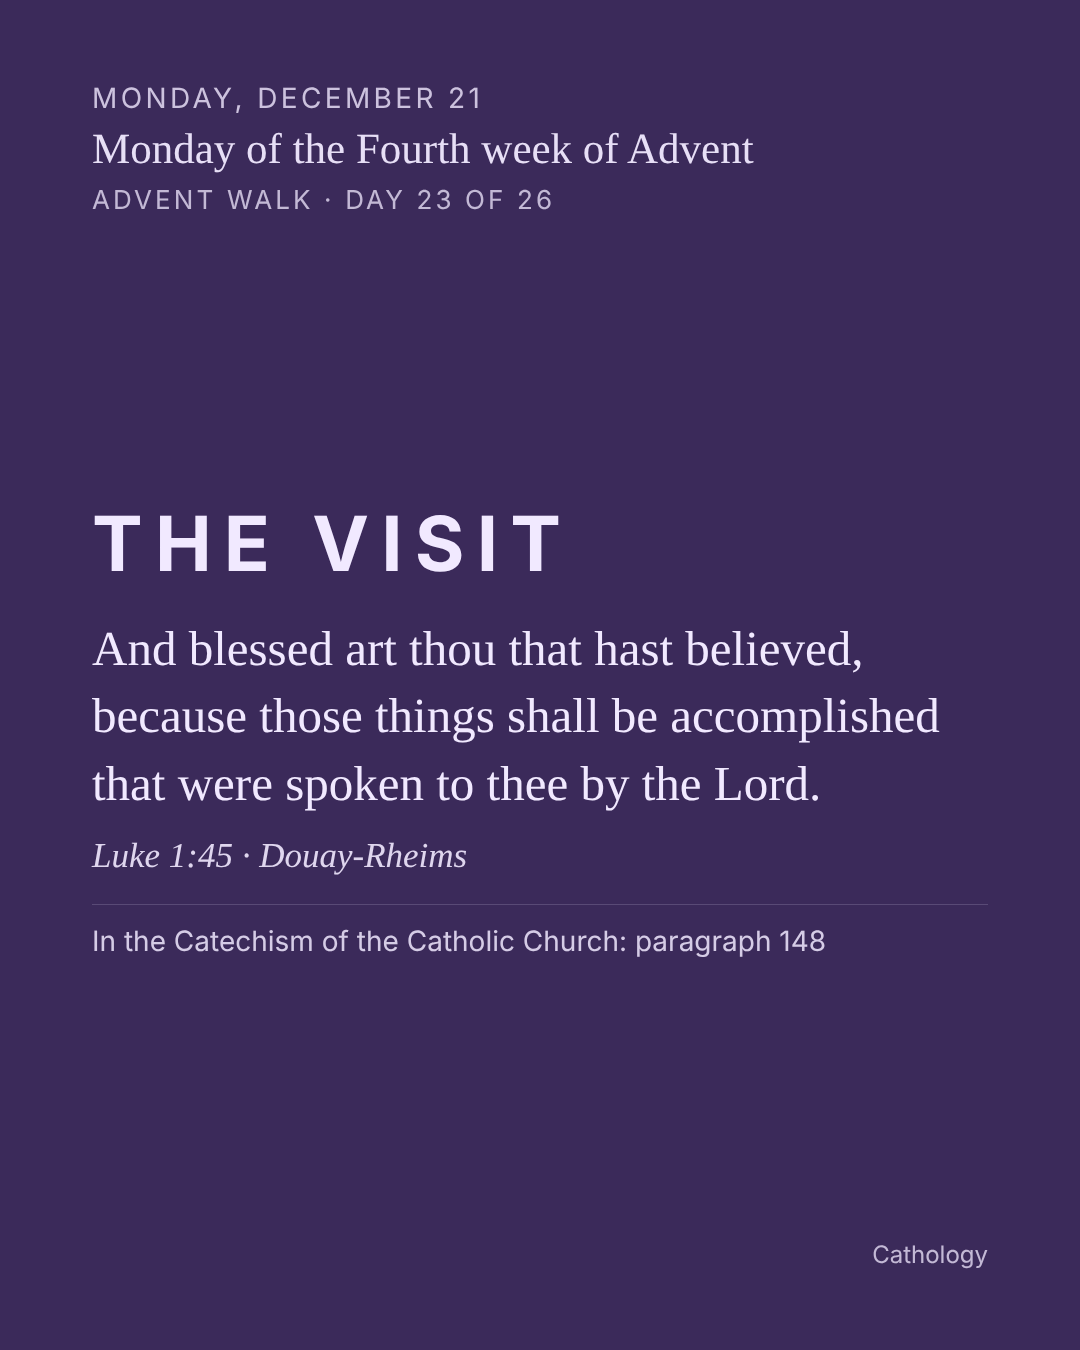 MONDAY, DECEMBER 21
Monday of the Fourth week of Advent
ADVENT WALK · DAY 23 OF 26
THE VISIT
And blessed art thou that hast believed,
because those things shall be accomplished
that were spoken to thee by the Lord.
Luke 1:45 · Douay-Rheims
In the Catechism of the Catholic Church: paragraph 148
Cathology